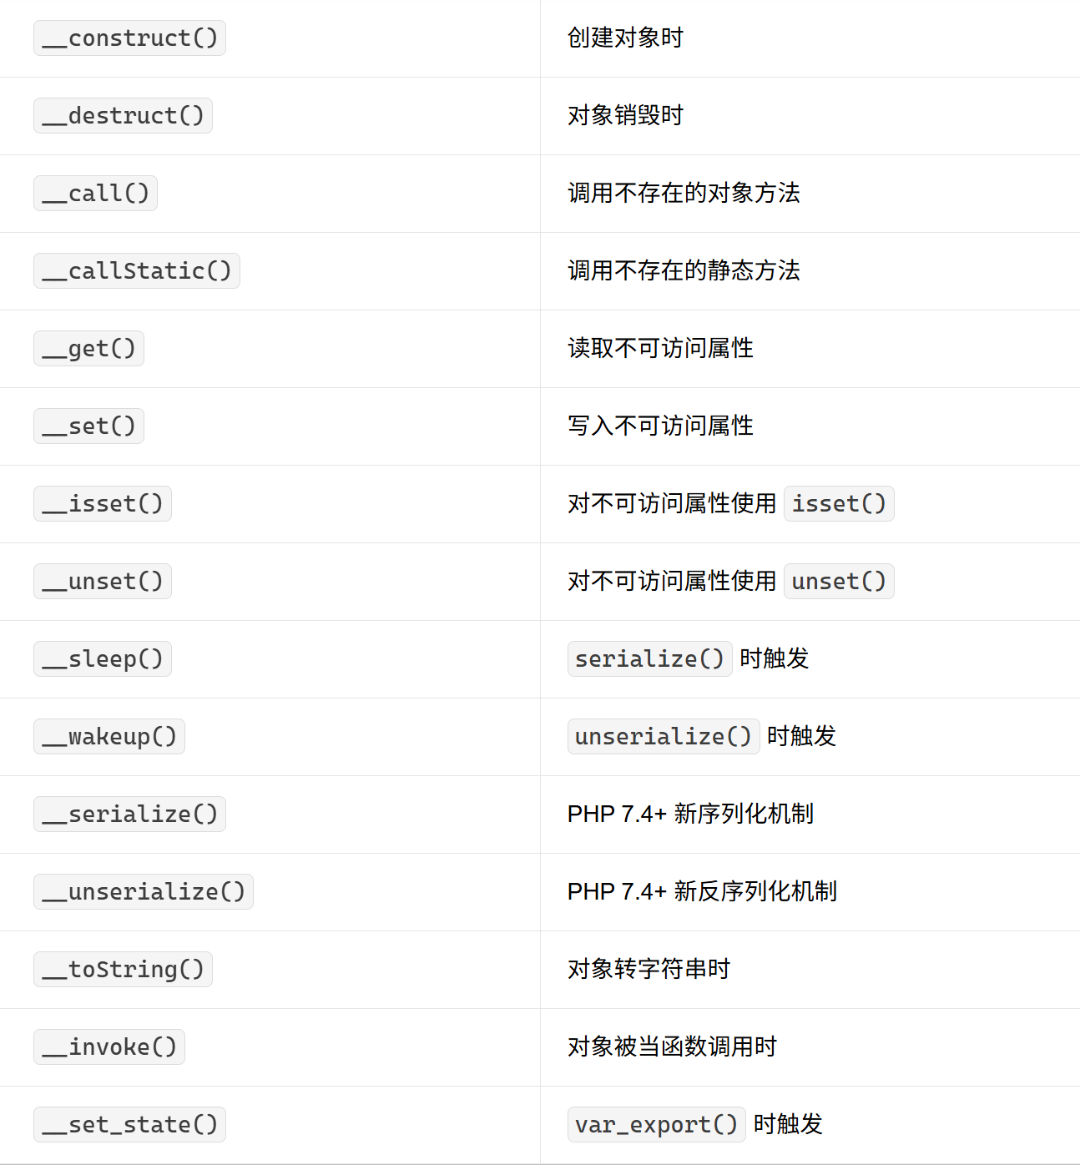 __construct() 创建对象时
__destruct() 对象销毁时
__call() 调用不存在的对象方法
__callStatic() 调用不存在的静态方法
__get() 读取不可访问属性
__set() 写入不可访问属性
__isset() 对不可访问属性使用 isset()
__unset() 对不可访问属性使用 unset()
__sleep() serialize() 时触发
__wakeup() unserialize() 时触发
__serialize() PHP 7.4+ 新序列化机制
__unserialize() PHP 7.4+ 新反序列化机制
__toString() 对象转字符串时
__invoke() 对象被当函数调用时
__set_state() var_export() 时触发